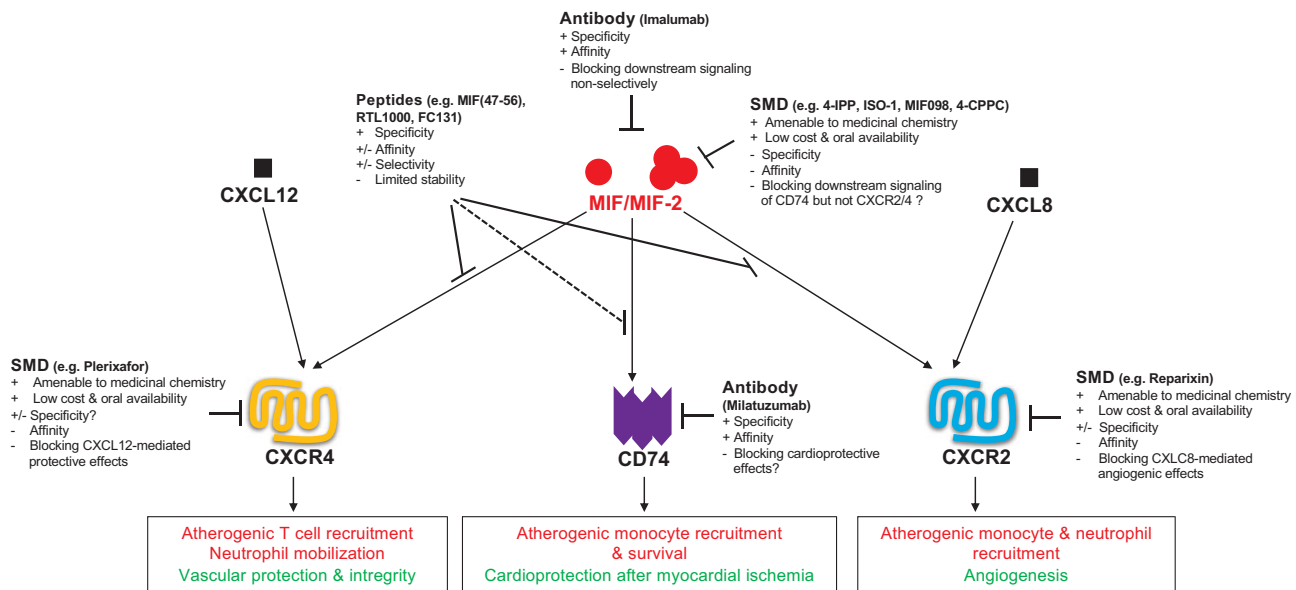 Antibody (Imalumab)
+ Specificity
+ Affinity
- Blocking downstream signaling
non-selectively
Peptides (e.g. MIF(47-56),
RTL1000, FC131)
+ Specificity
+/- Affinity
+/- Selectivity
- Limited stability
SMD (e.g. 4-IPP, ISO-1, MIF098, 4-CPPC)
+ Amenable to medicinal chemistry
+ Low cost & oral availability
- Specificity
- Affinity
- Blocking downstream signaling
of CD74 but not CXCR2/4 ?
CXCL12
MIF/MIF-2
CXCL8
SMD (e.g. Plerixafor)
+ Amenable to medicinal chemistry
+ Low cost & oral availability
+/- Specificity?
- Affinity
- Blocking CXCL12-mediated
protective effects
CXCR4
CD74
Antibody
(Milatuzumab)
+ Specificity
+ Affinity
- Blocking cardioprotective
effects?
CXCR2
SMD (e.g. Reparixin)
+ Amenable to medicinal chemistry
+ Low cost & oral availability
+/- Specificity
- Affinity
- Blocking CXLC8-mediated
angiogenic effects
Atherogenic T cell recruitment
Neutrophil mobilization
Vascular protection & intregrity
Atherogenic monocyte recruitment
& survival
Cardioprotection after myocardial ischemia
Atherogenic monocyte & neutrophil
recruitment
Angiogenesis